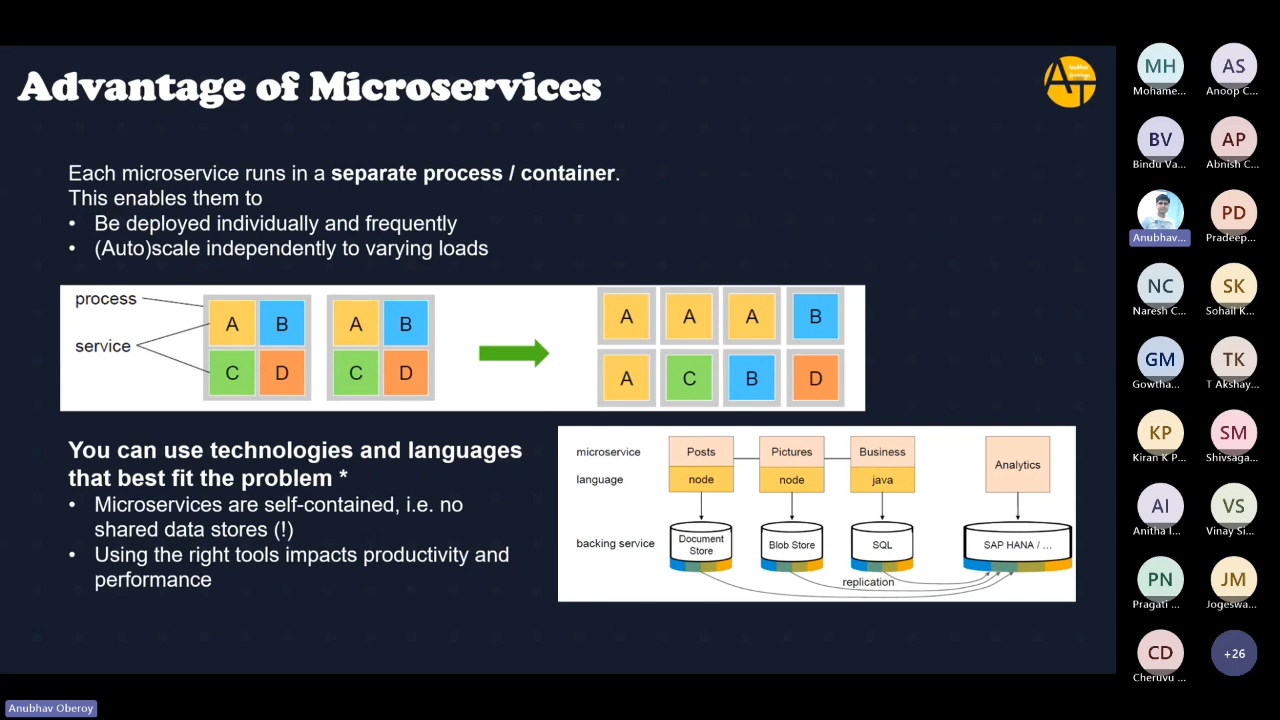 Advantage of Microservices
Each microservice runs in a separate process / container.
This enables them to
• Be deployed individually and frequently
• (Auto)scale independently to varying loads
process
service
A B A B
C D C D
A A A B
A C B D
You can use technologies and languages
that best fit the problem *
• Microservices are self-contained, i.e. no
shared data stores (!)
• Using the right tools impacts productivity and
performance
microservice Posts Pictures Business Analytics
language node node java
backing service Document Store Blob Store SQL SAP HANA / ...
replication
AT
MH AS
Mohame... Anoop C...
BV AP
Bindu Va... Abnish C...
PD
Anubhav... Pradeep...
NC SK
Naresh C... Sohail K...
GM TK
Gowtha... T Akshay...
KP SM
Kiran K P... Shivsaga...
AI VS
Anitha I... Vinay Si...
PN JM
Pragati ... Jogeswa...
CD +26
Cheruvu ...
Anubhav Oberoy